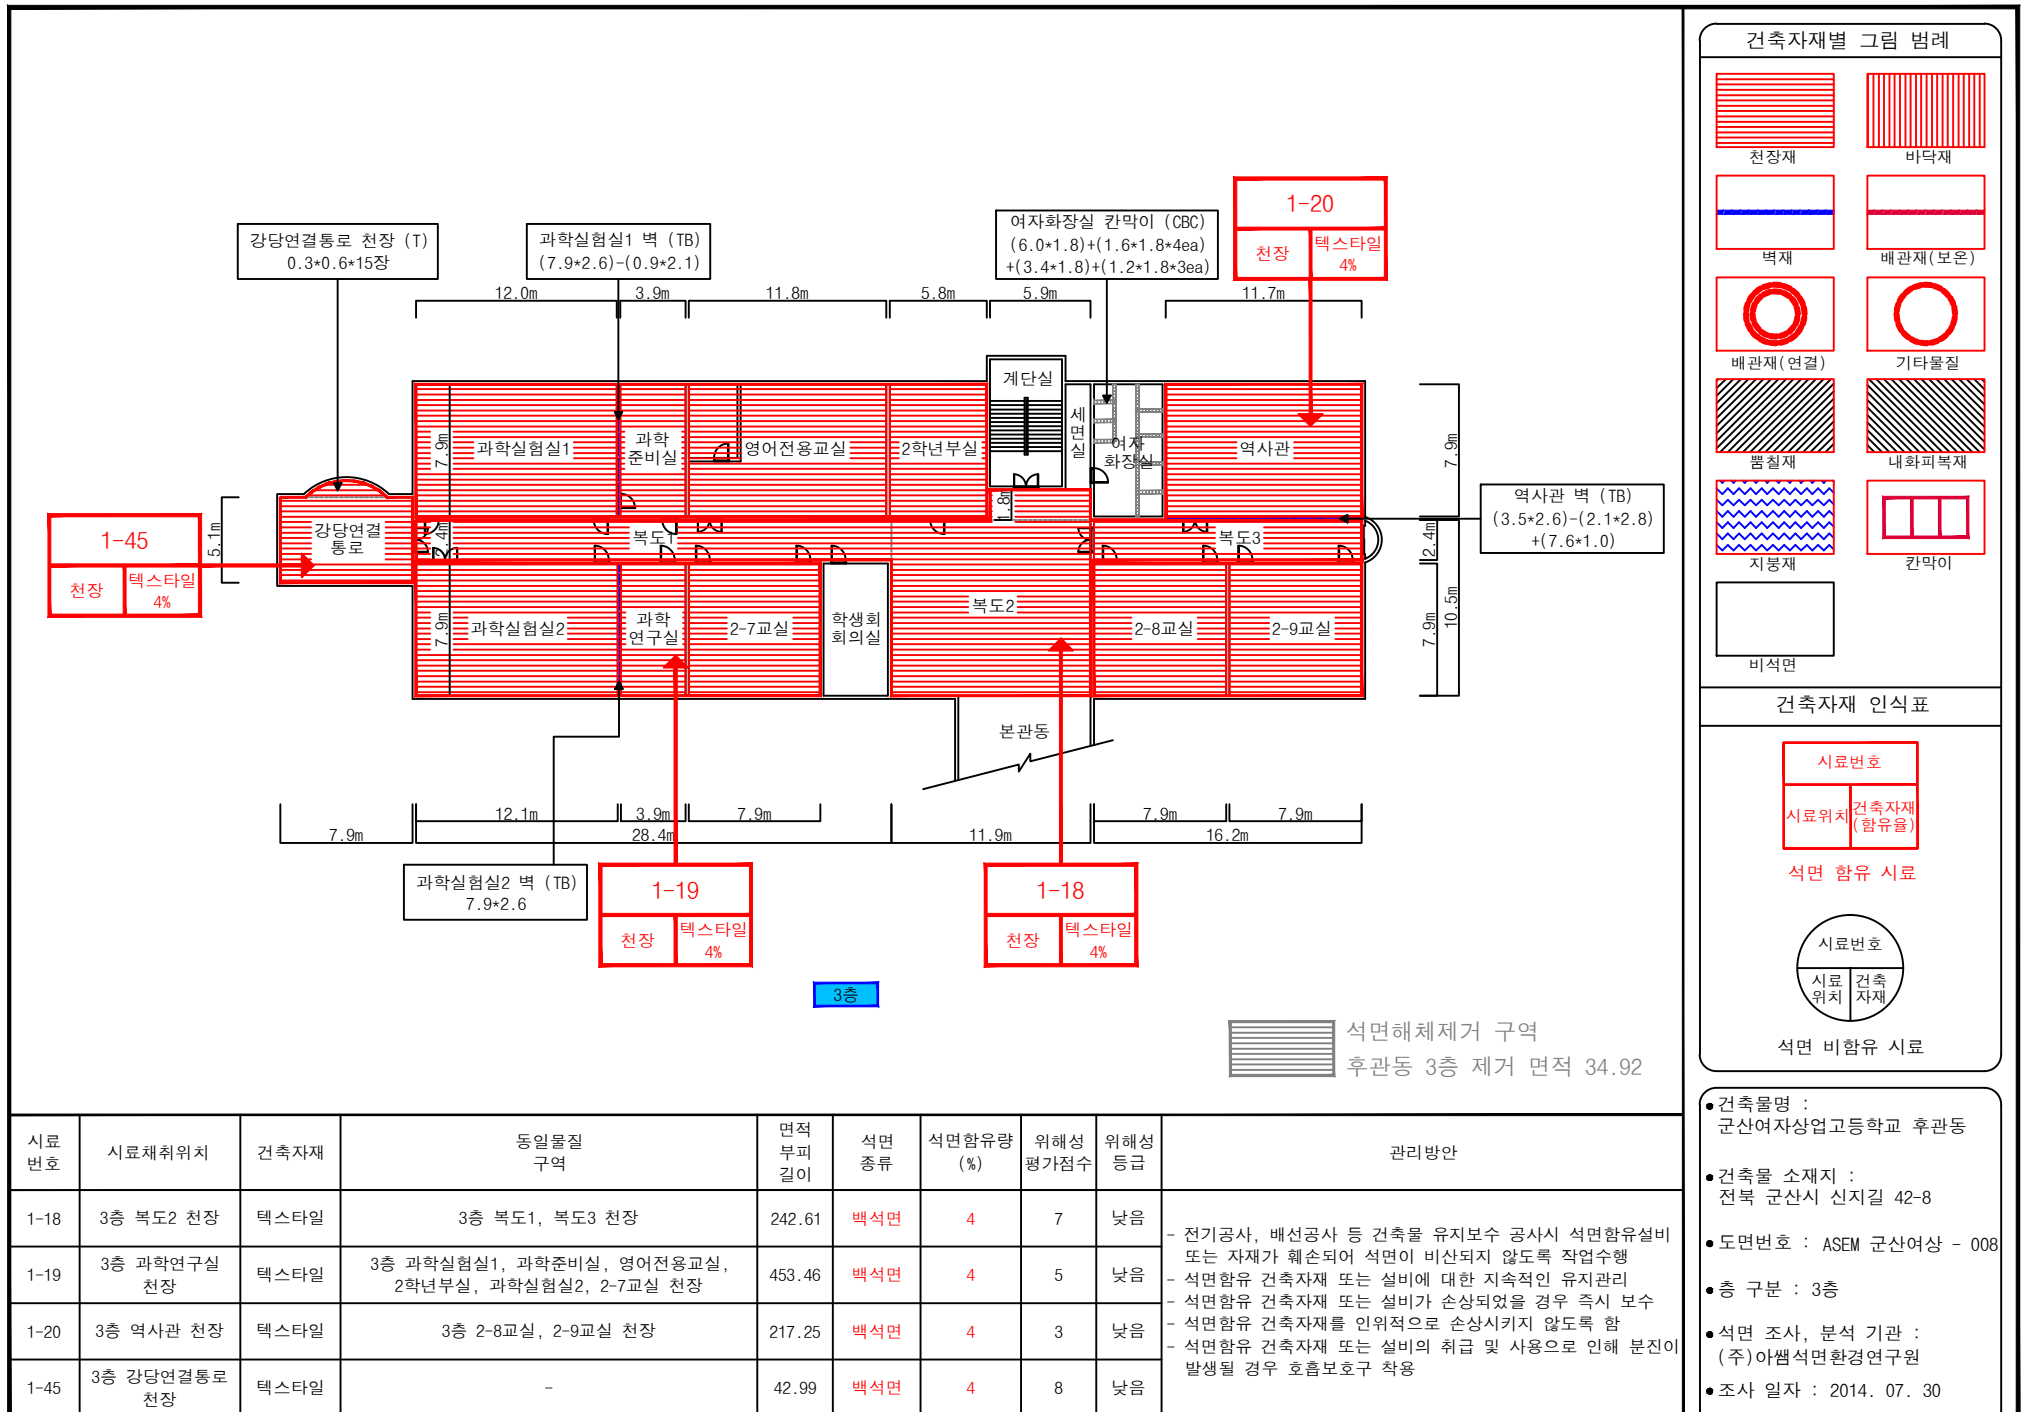 강당연결통로 천장 (T)
0.3*0.6*15장
과학실험실1 벽 (TB)
(7.9*2.6)-(0.9*2.1)
여자화장실 칸막이 (CBC)
(6.0*1.8)+(1.6*1.8*4ea)
+(3.4*1.8)+(1.2*1.8*3ea)
1-20
천장
텍스타일
4%
12.0m
3.9m
11.8m
5.8m
5.9m
11.7m
계단실
세면실
7.9m
과학실험실1
과학
준비실
영어전용교실
2학년부실
여자
화장실
역사관
7.9m
1.8m
역사관 벽 (TB)
(3.5*2.6)-(2.1*2.8)
+(7.6*1.0)
1-45
천장
텍스타일
4%
5.1m
강당연결
통로
2.4m
복도1
복도3
2.4m
7.9m
과학실험실2
과학
연구실
2-7교실
학생회
회의실
복도2
2-8교실
2-9교실
7.9m
10.5m
본관동
12.1m
3.9m
7.9m
7.9m
7.9m
7.9m
28.4m
11.9m
16.2m
과학실험실2 벽 (TB)
7.9*2.6
1-19
천장
텍스타일
4%
1-18
천장
텍스타일
4%
3층
석면해체제거 구역
후관동 3층 제거 면적 34.92
건축자재별 그림 범례
천장재
바닥재
벽재
배관재(보온)
배관재(연결)
기타물질
뿜칠재
내화피복재
지붕재
칸막이
비석면
건축자재 인식표
시료번호
시료위치
건축자재
(함유율)
석면 함유 시료
시료번호
시료
위치
건축
자재
석면 비함유 시료
시료
번호
시료채취위치
건축자재
동일물질
구역
면적
부피
길이
석면
종류
석면함유량
(%)
위해성
평가점수
위해성
등급
관리방안
1-18
3층 복도2 천장
텍스타일
3층 복도1, 복도3 천장
242.61
백석면
4
7
낮음
1-19
3층 과학연구실
천장
텍스타일
3층 과학실험실1, 과학준비실, 영어전용교실,
2학년부실, 과학실험실2, 2-7교실 천장
453.46
백석면
4
5
낮음
1-20
3층 역사관 천장
텍스타일
3층 2-8교실, 2-9교실 천장
217.25
백석면
4
3
낮음
1-45
3층 강당연결통로
천장
텍스타일
-
42.99
백석면
4
8
낮음
- 전기공사, 배선공사 등 건축물 유지보수 공사시 석면함유설비
또는 자재가 훼손되어 석면이 비산되지 않도록 작업수행
- 석면함유 건축자재 또는 설비에 대한 지속적인 유지관리
- 석면함유 건축자재 또는 설비가 손상되었을 경우 즉시 보수
- 석면함유 건축자재를 인위적으로 손상시키지 않도록 함
- 석면함유 건축자재 또는 설비의 취급 및 사용으로 인해 분진이
발생될 경우 호흡보호구 착용
• 건축물명 :
군산여자상업고등학교 후관동
• 건축물 소재지 :
전북 군산시 신지길 42-8
• 도면번호 : ASEM 군산여상 - 008
• 층 구분 : 3층
• 석면 조사, 분석 기관 :
(주)아쌤석면환경연구원
• 조사 일자 : 2014. 07. 30